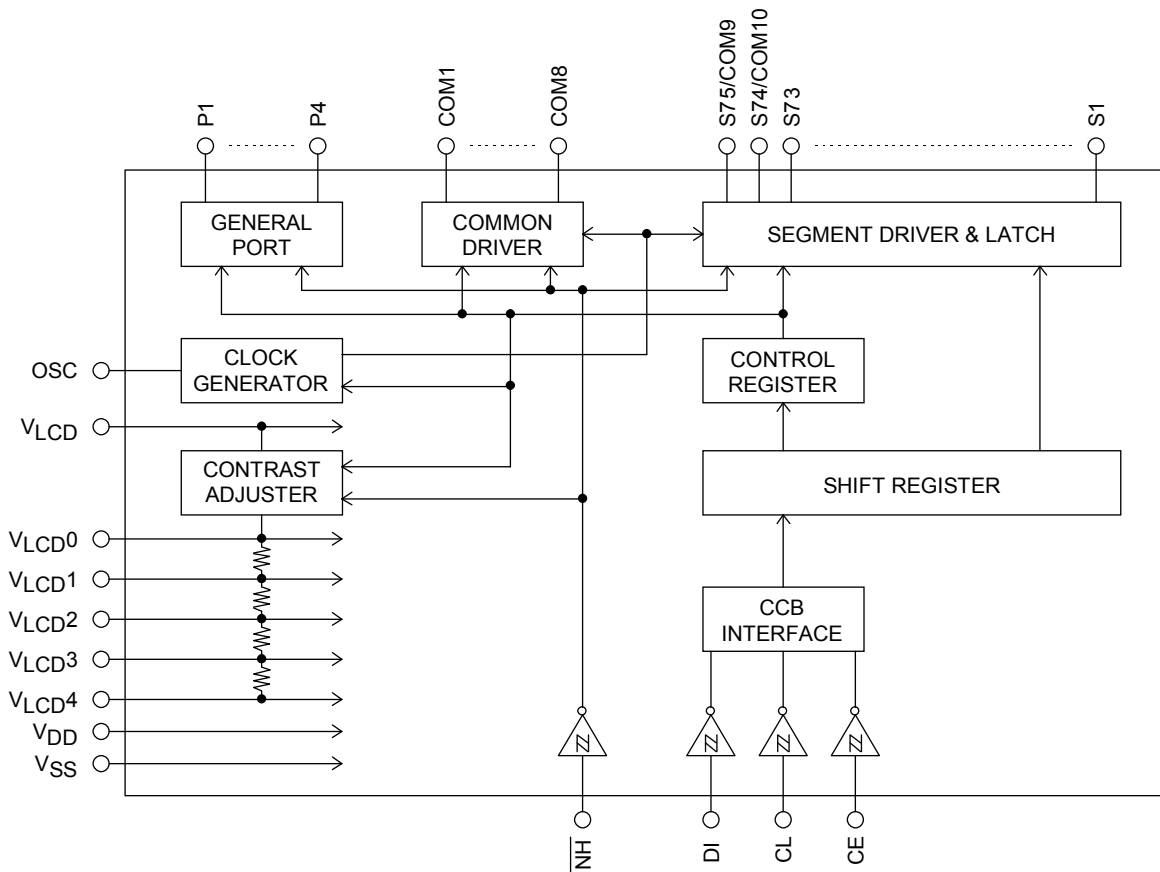 P1
P4
COM1
COM8
S75/COM9
S74/COM10
S73
S1
GENERAL
PORT
COMMON
DRIVER
SEGMENT DRIVER & LATCH
OSC
CLOCK
GENERATOR
CONTROL
REGISTER
VLCD
CONTRAST
ADJUSTER
SHIFT REGISTER
VLCD0
VLCD1
VLCD2
VLCD3
VLCD4
VDD
VSS
CCB
INTERFACE
NH
DI
CL
CE